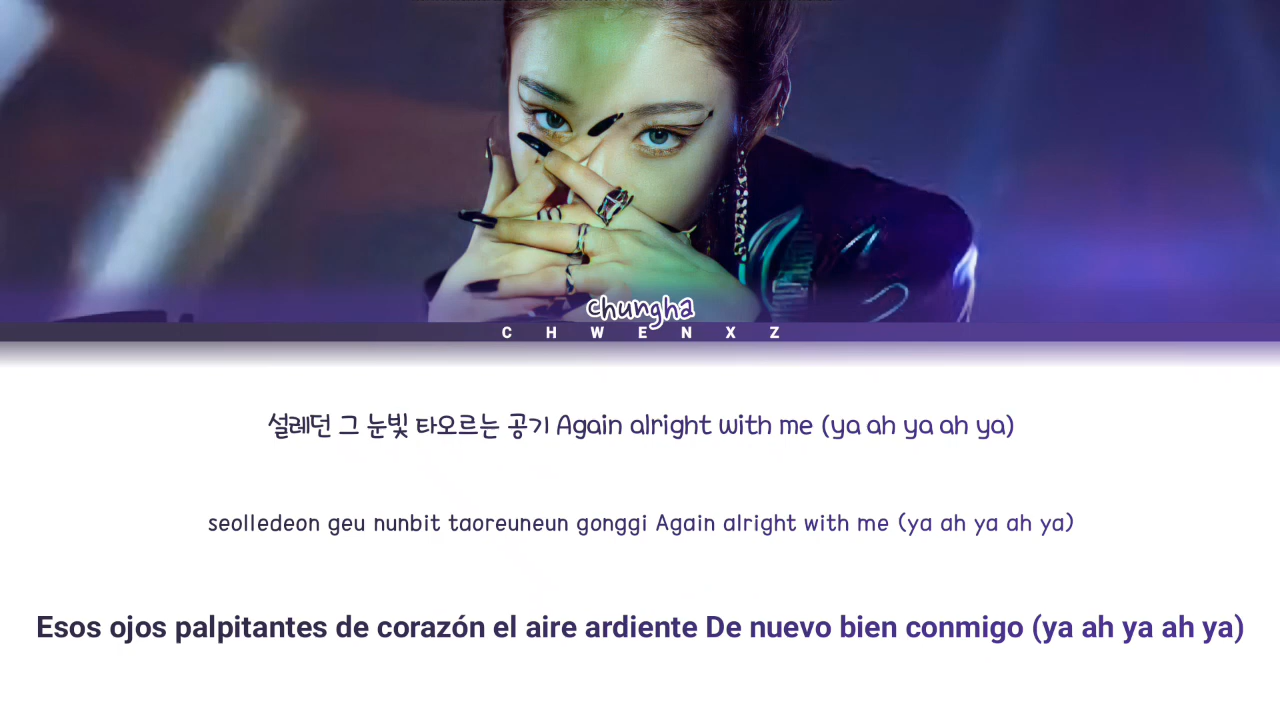 chungha
CHWENXZ
설레던 그 눈빛 타오르는 공기 Again alright with me (ya ah ya ah ya)
seolledeon geu nunbit taoreuneun gonggi Again alright with me (ya ah ya ah ya)
Esos ojos palpitantes de corazón el aire ardiente De nuevo bien conmigo (ya ah ya ah ya)